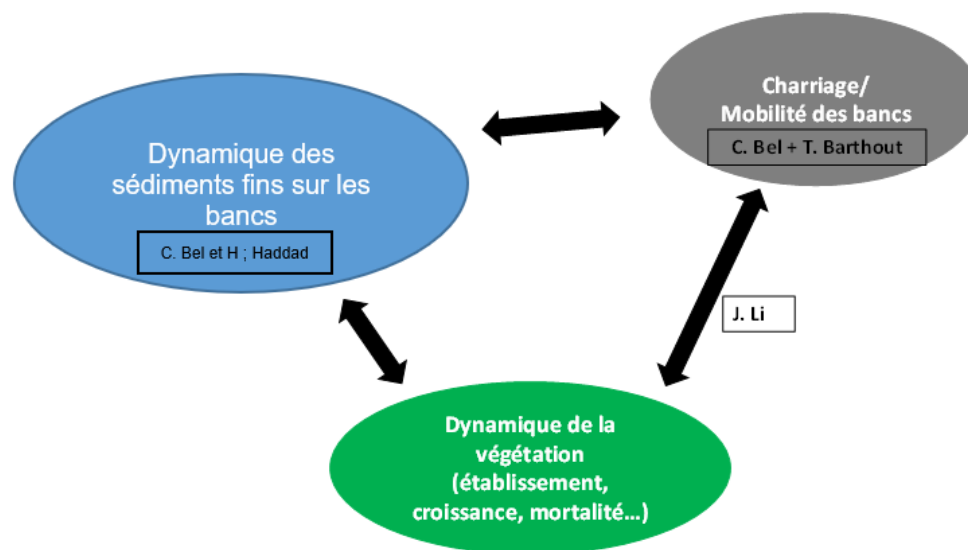 Dynamique des
sédiments fins sur les
bancs
C. Bel et H ; Haddad
Charriage/
Mobilité des bancs
C. Bel + T. Barthout
J. Li
Dynamique de la
végétation
(établissement,
croissance, mortalité…)